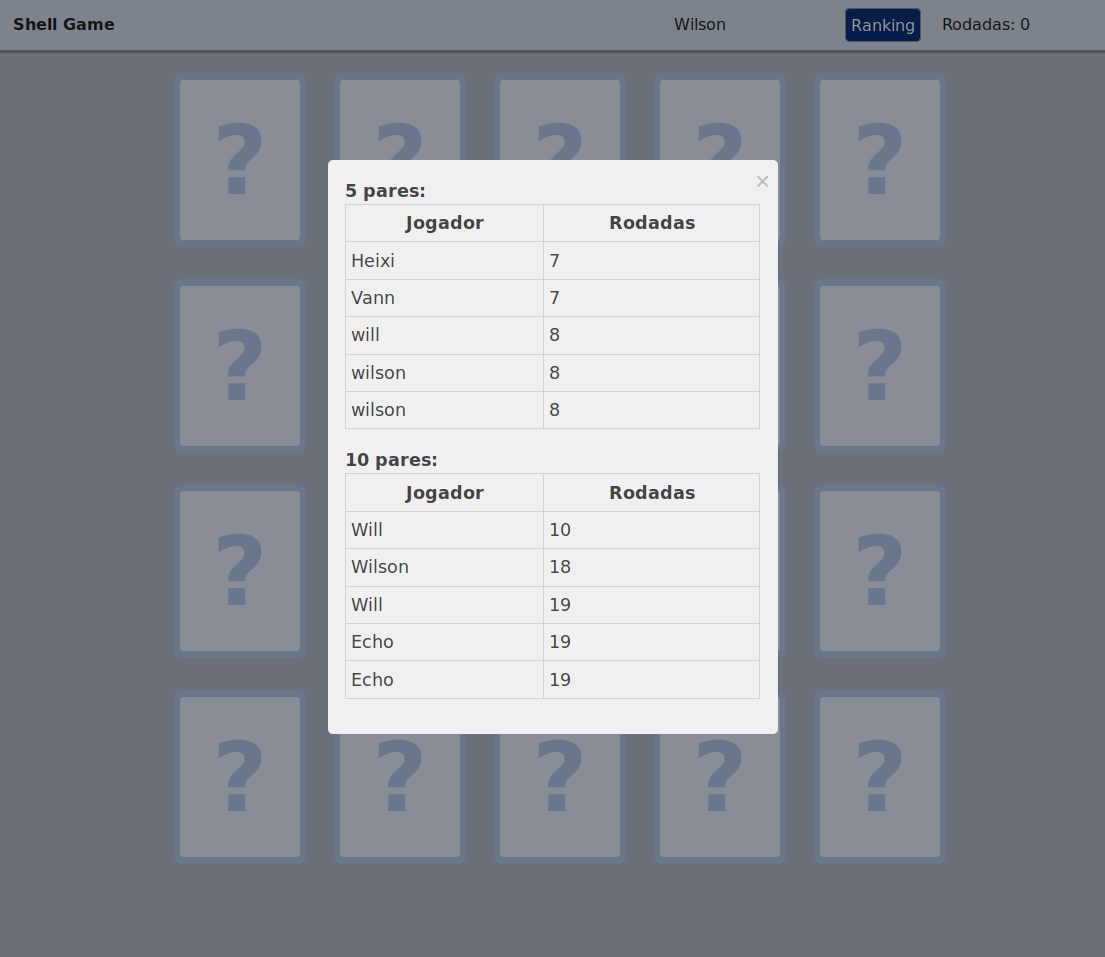 Shell Game Wilson Ranking Rodadas: 0
? ? ? ? ?
×
5 pares:
Jogador Rodadas
Heixi 7
Vann 7
? will 8 ?
wilson 8
wilson 8
10 pares:
Jogador Rodadas
Will 10
? Wilson 18 ?
Will 19
Echo 19
Echo 19
? ? ? ? ?